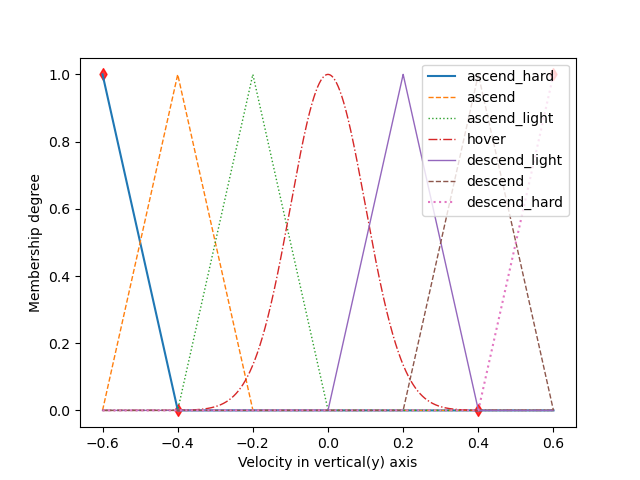 1.0
0.8
0.6
0.4
0.2
0.0
Membership degree
−0.6 −0.4 −0.2 0.0 0.2 0.4 0.6
Velocity in vertical(y) axis
ascend_hard
ascend
ascend_light
hover
descend_light
descend
descend_hard